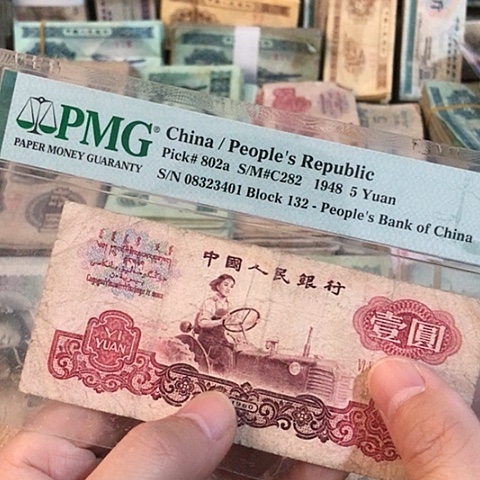 PMG®
PAPER MONEY GUARANTY
China / People's Republic
Pick# 802a S/M#C282 1948 5 Yuan
S/N 08323401 Block 132 - People's Bank of China
中國人民銀行
YI YUAN
壹圓
1960